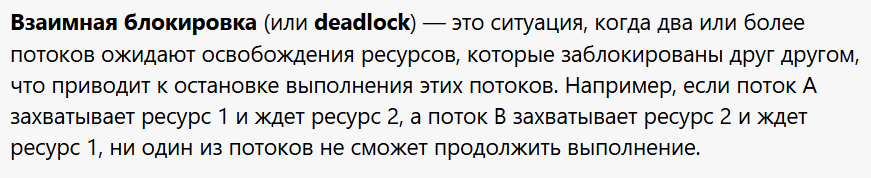 Взаимная блокировка (или deadlock) — это ситуация, когда два или более
потоков ожидают освобождения ресурсов, которые заблокированы друг другом,
что приводит к остановке выполнения этих потоков. Например, если поток A
захватывает ресурс 1 и ждет ресурс 2, а поток B захватывает ресурс 2 и ждет
ресурс 1, ни один из потоков не сможет продолжить выполнение.